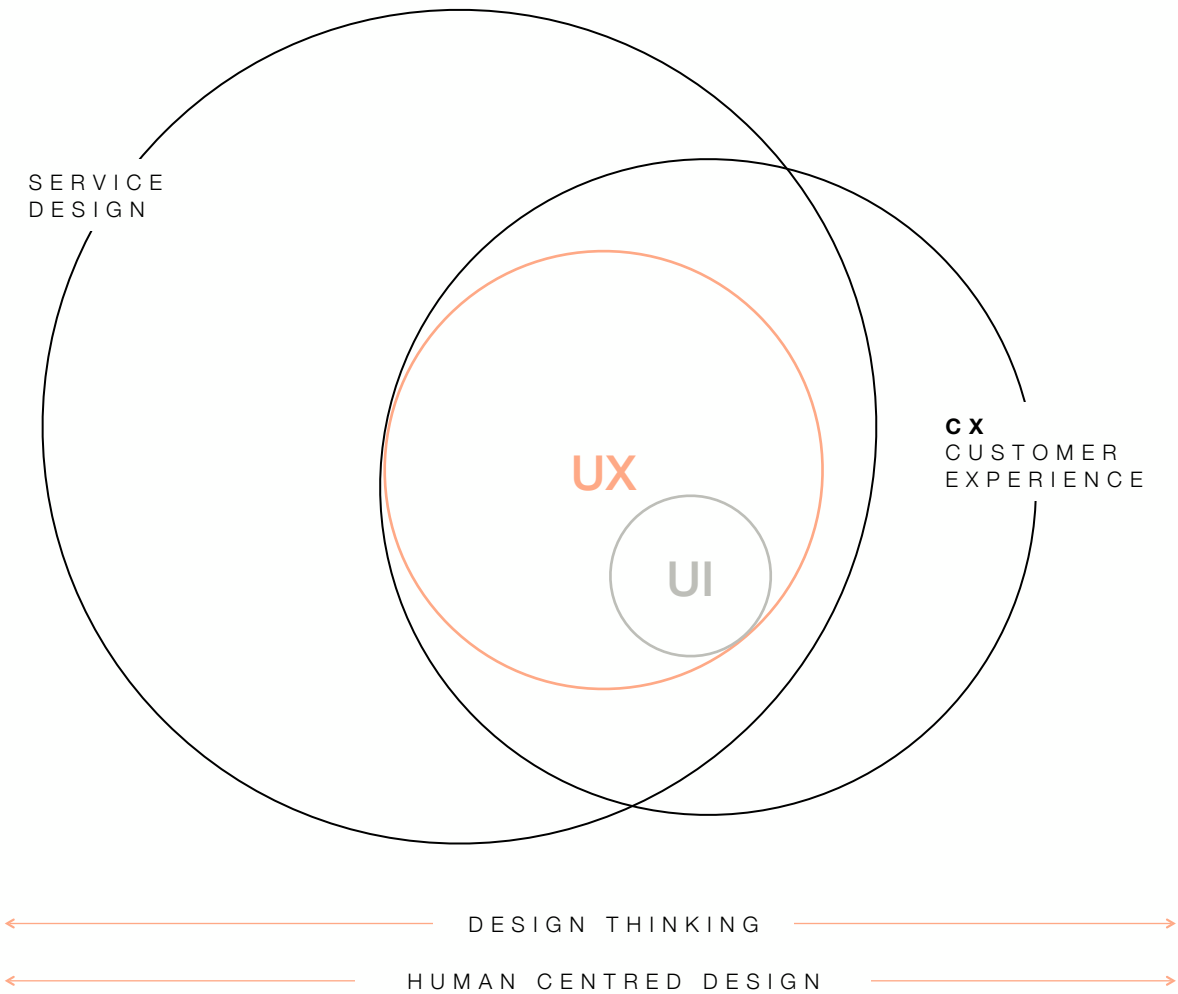 SERVICE
DESIGN
CX
CUSTOMER
EXPERIENCE
UX
UI
DESIGN THINKING
HUMAN CENTRED DESIGN